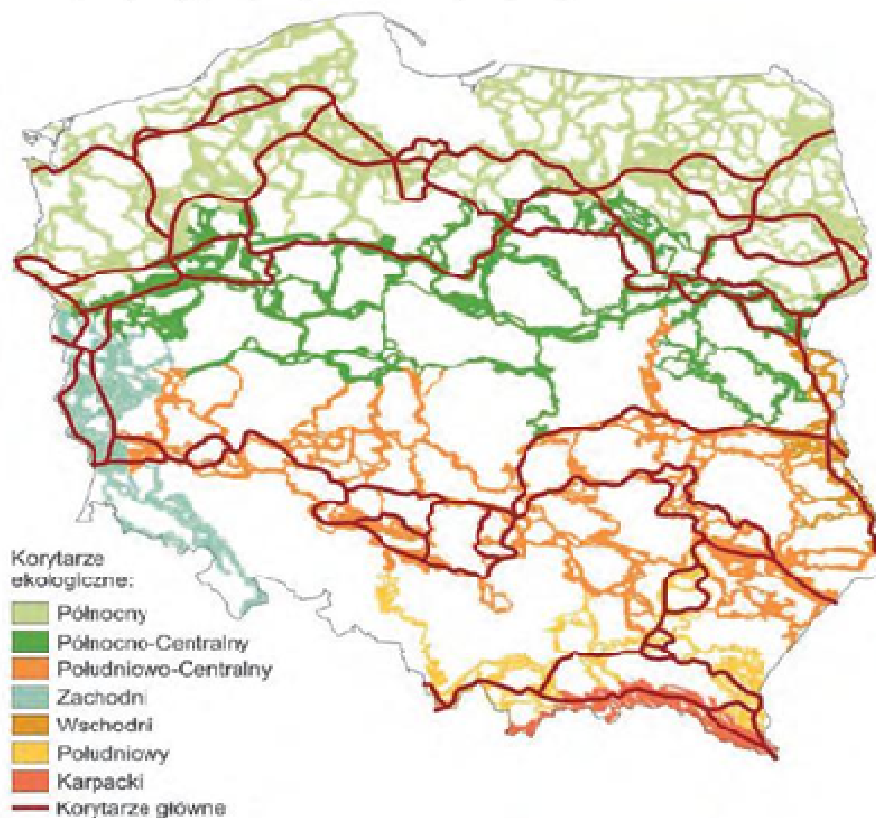 Korytarze
ekologiczne:
Północny
Północno-Centralny
Południowo-Centralny
Zachodni
Wschodni
Południowy
Karpacki
Korytarze główne